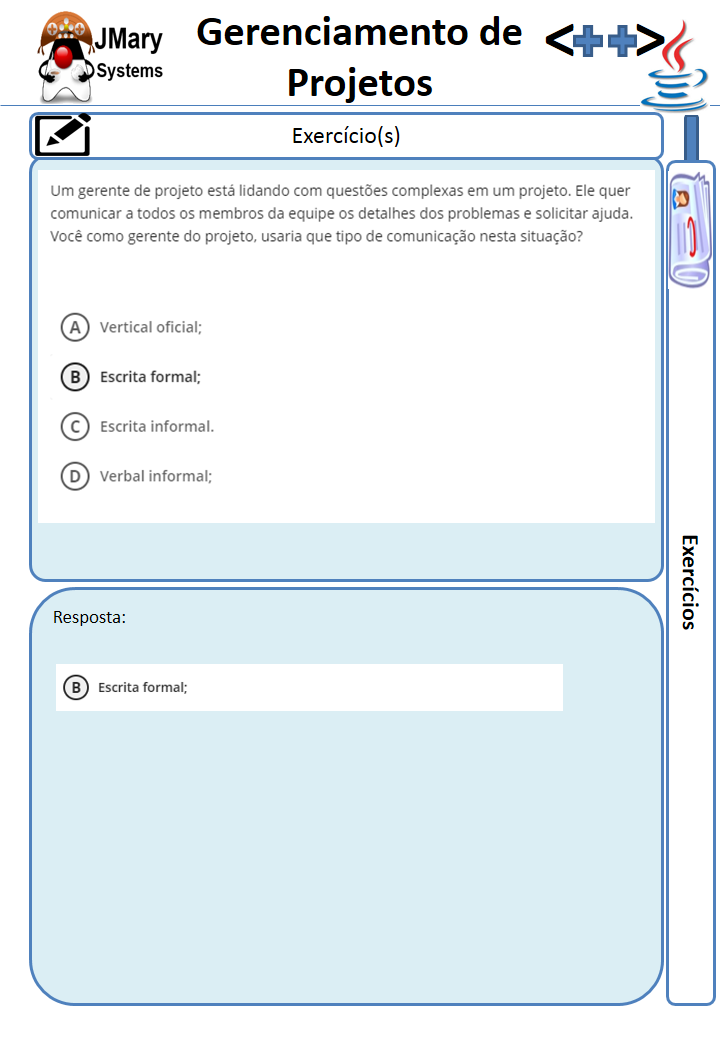 JMary
Systems
Gerenciamento de
Projetos
<++>
Exercício(s)
Um gerente de projeto está lidando com questões complexas em um projeto. Ele quer
comunicar a todos os membros da equipe os detalhes dos problemas e solicitar ajuda.
Você como gerente do projeto, usaria que tipo de comunicação nesta situação?
A Vertical oficial;
B Escrita formal;
C Escrita informal.
D Verbal informal;
Exercícios
Resposta:
B Escrita formal;